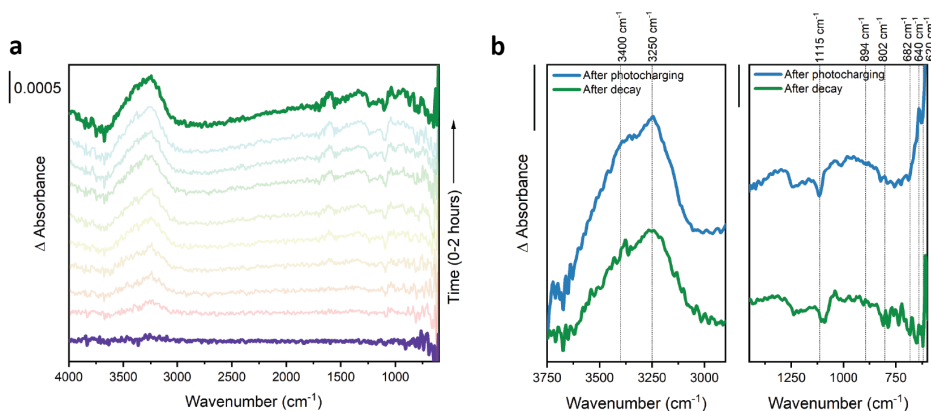 a
0.0005
Δ Absorbance
Time (0-2 hours)
4000 3500 3000 2500 2000 1500 1000
Wavenumber (cm⁻¹)
b
3400 cm⁻¹
3250 cm⁻¹
1115 cm⁻¹
894 cm⁻¹
802 cm⁻¹
682 cm⁻¹
640 cm⁻¹
620 cm⁻¹
After photocharging
After decay
After photocharging
After decay
Δ Absorbance
3750 3500 3250 3000
1250 1000 750
Wavenumber (cm⁻¹)
Wavenumber (cm⁻¹)